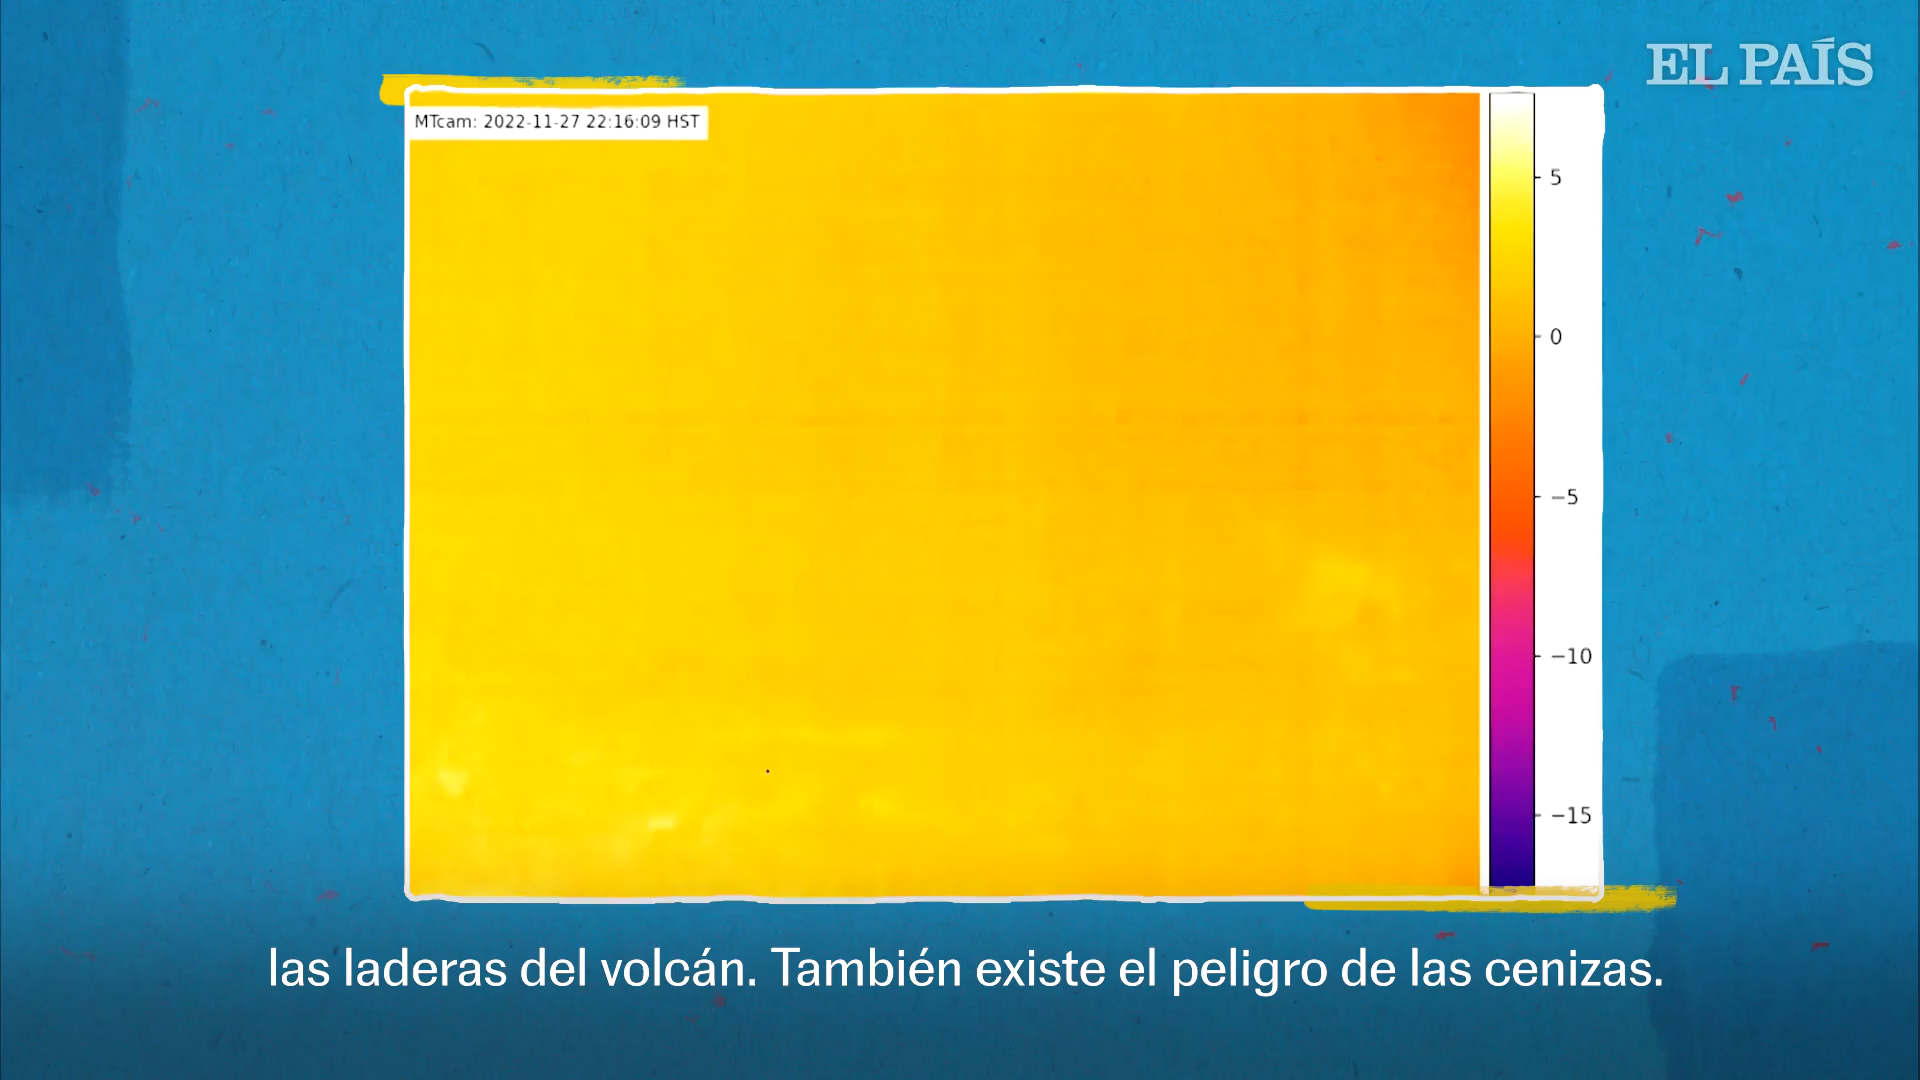 EL PAÍS
MTcam: 2022-11-27 22:16:09 HST
5
0
−5
−10
−15
las laderas del volcán. También existe el peligro de las cenizas.